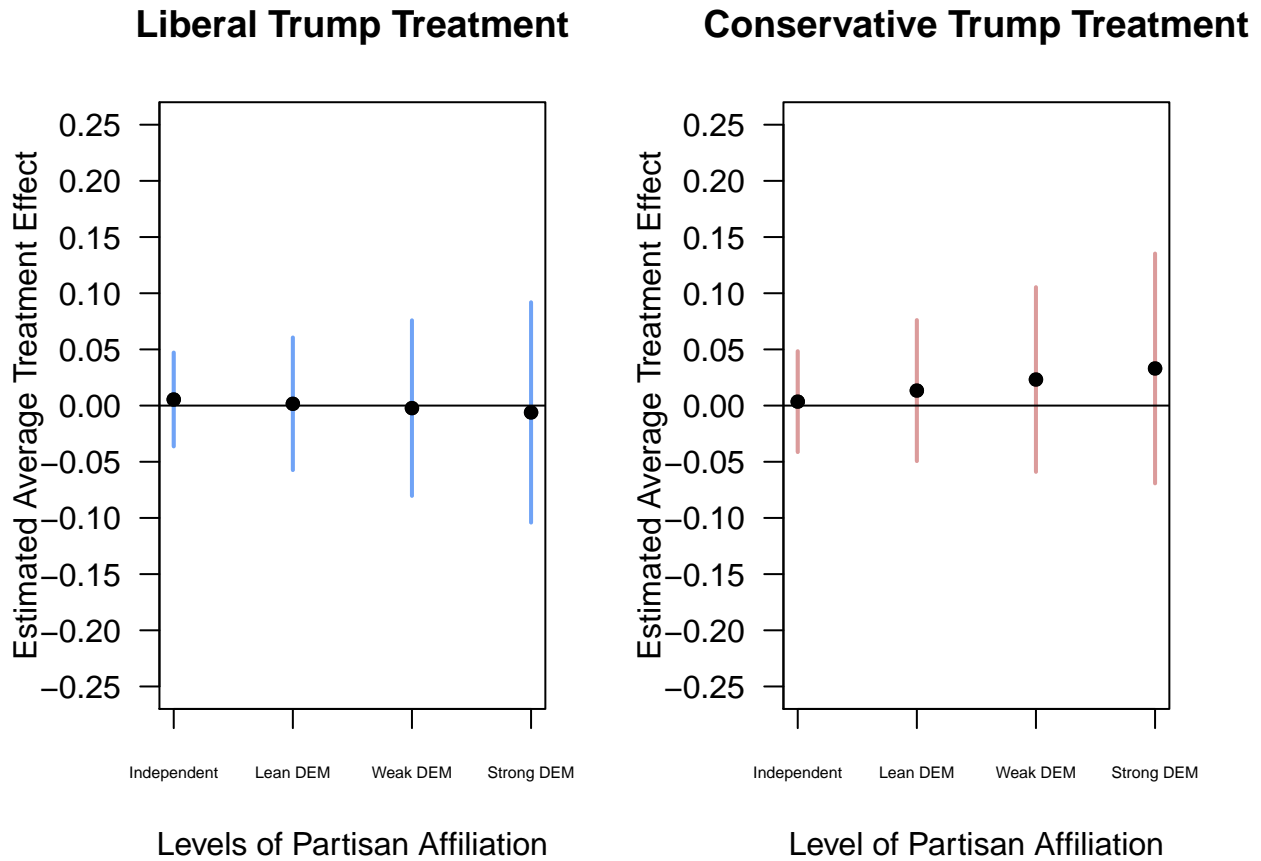 Liberal Trump Treatment
Estimated Average Treatment Effect
0.25
0.20
0.15
0.10
0.05
0.00
−0.05
−0.10
−0.15
−0.20
−0.25
Independent Lean DEM Weak DEM Strong DEM
Levels of Partisan Affiliation
Conservative Trump Treatment
Estimated Average Treatment Effect
0.25
0.20
0.15
0.10
0.05
0.00
−0.05
−0.10
−0.15
−0.20
−0.25
Independent Lean DEM Weak DEM Strong DEM
Level of Partisan Affiliation